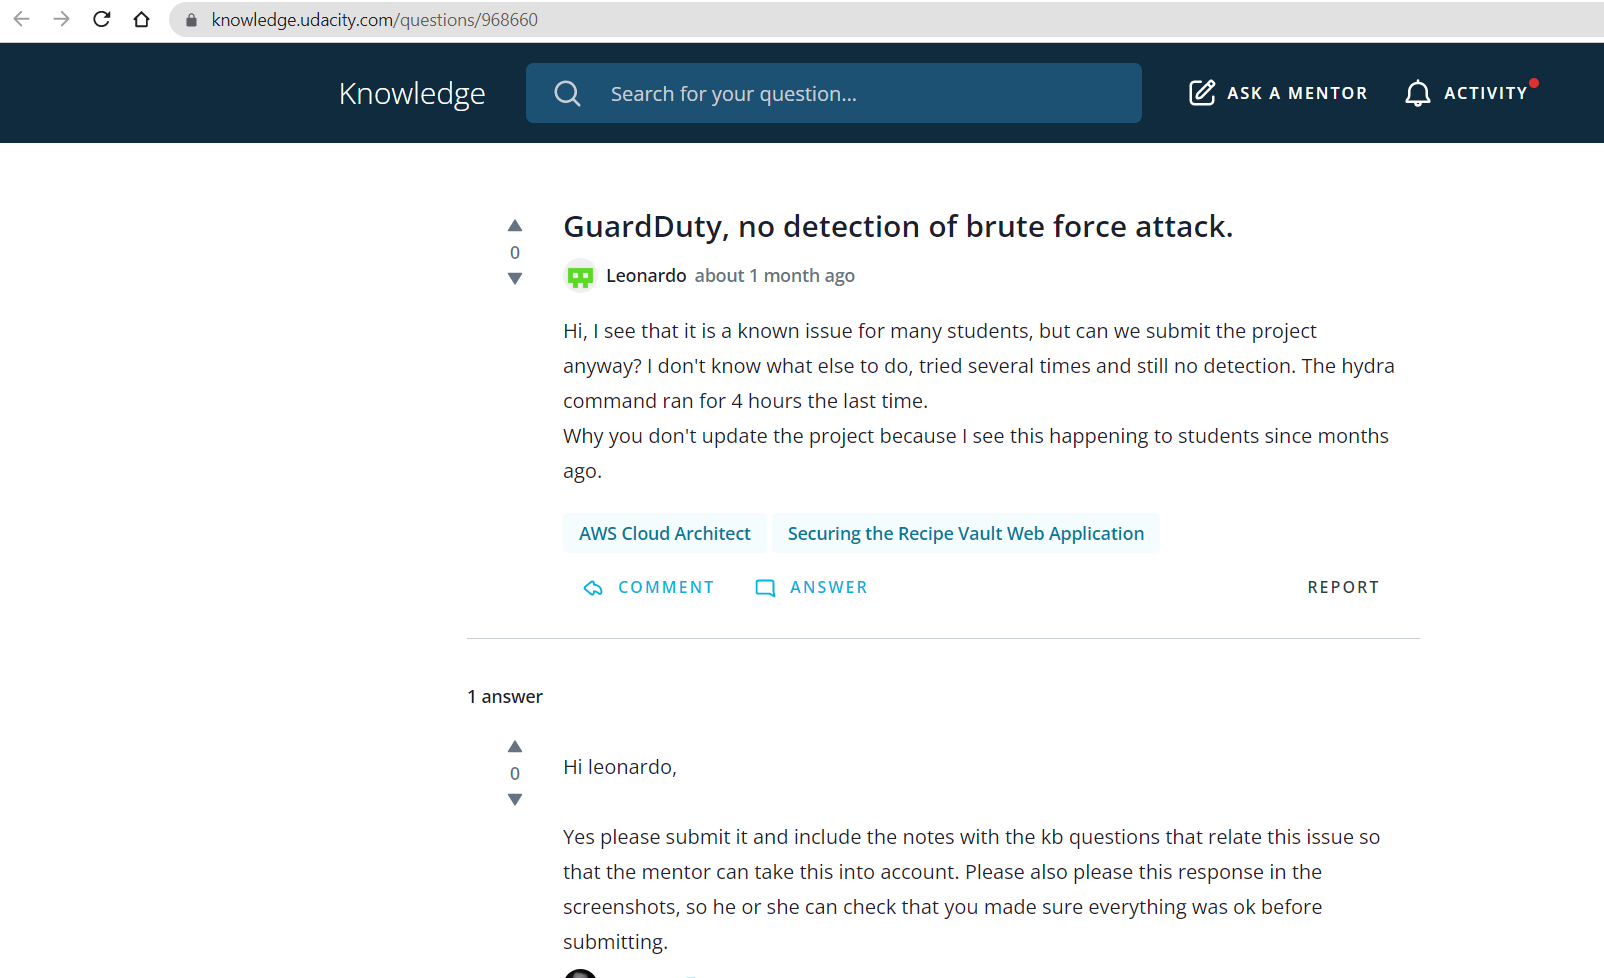 knowledge.udacity.com/questions/968660
Knowledge
Search for your question...
ASK A MENTOR
ACTIVITY
GuardDuty, no detection of brute force attack.
0
Leonardo about 1 month ago
Hi, I see that it is a known issue for many students, but can we submit the project
anyway? I don't know what else to do, tried several times and still no detection. The hydra
command ran for 4 hours the last time.
Why you don't update the project because I see this happening to students since months
ago.
AWS Cloud Architect
Securing the Recipe Vault Web Application
COMMENT
ANSWER
REPORT
1 answer
0
Hi leonardo,
Yes please submit it and include the notes with the kb questions that relate this issue so
that the mentor can take this into account. Please also please this response in the
screenshots, so he or she can check that you made sure everything was ok before
submitting.